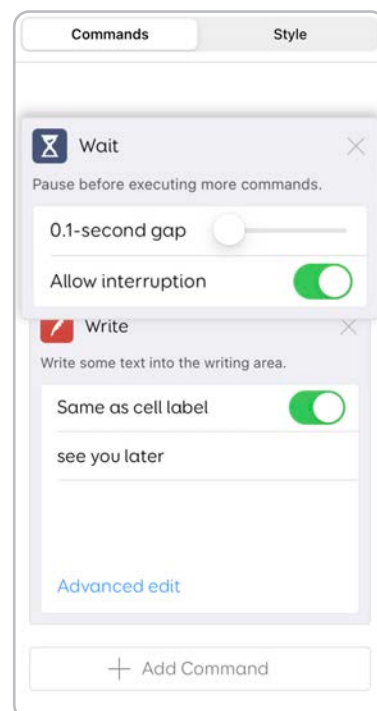 Commands Style
Wait
Pause before executing more commands.
0.1-second gap
Allow interruption
Write
Write some text into the writing area.
Same as cell label
see you later
Advanced edit
Add Command